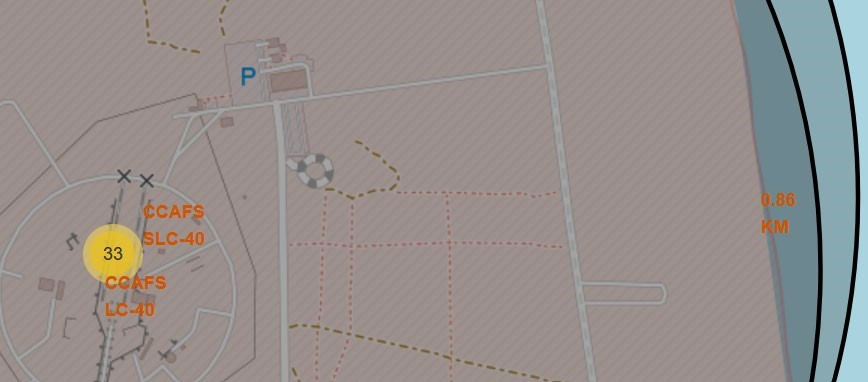 P
0.86
KM
CCAFS
SLC-40
33
CCAFS
LC-40